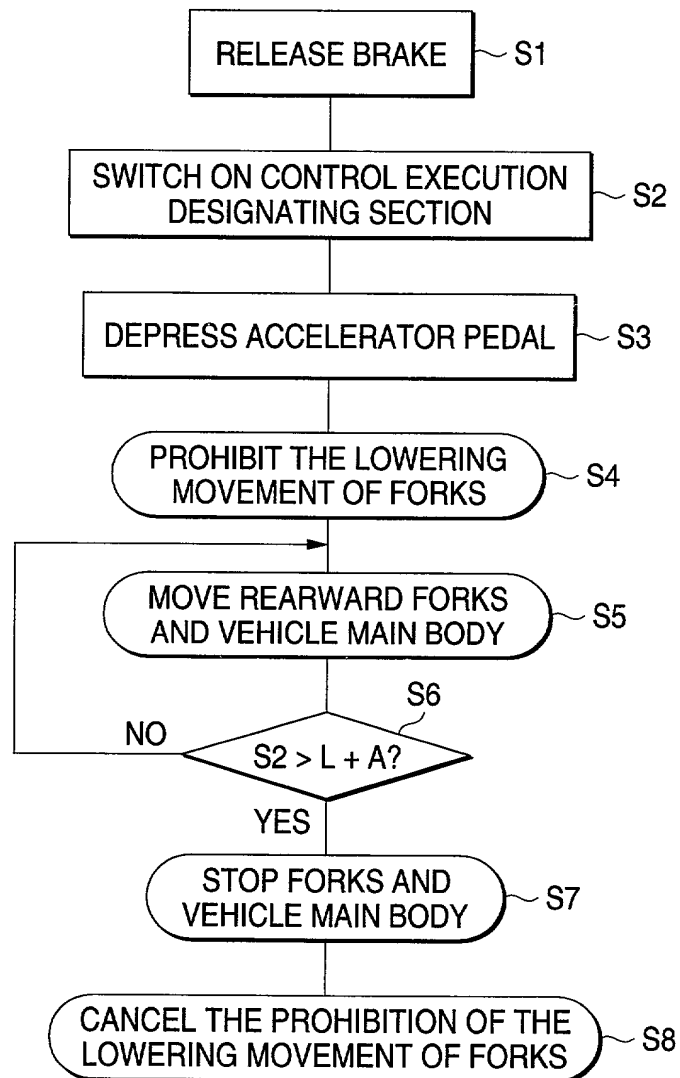 RELEASE BRAKE
S1
SWITCH ON CONTROL EXECUTION
DESIGNATING SECTION
S2
DEPRESS ACCELERATOR PEDAL
S3
PROHIBIT THE LOWERING
MOVEMENT OF FORKS
S4
MOVE REARWARD FORKS
AND VEHICLE MAIN BODY
S5
S6
NO
S2 > L + A?
YES
STOP FORKS AND
VEHICLE MAIN BODY
S7
CANCEL THE PROHIBITION OF THE
LOWERING MOVEMENT OF FORKS
S8